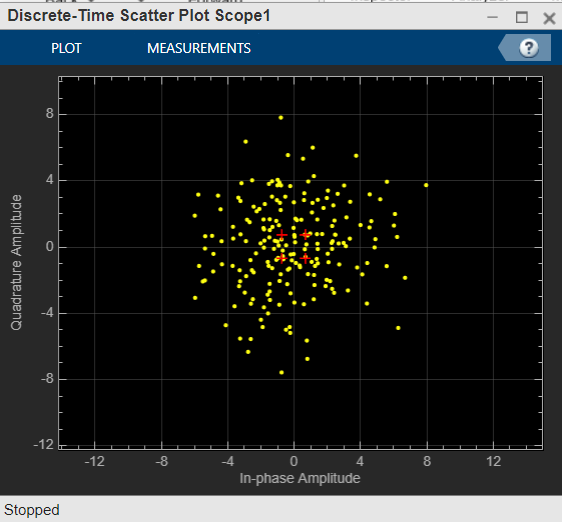 Discrete-Time Scatter Plot Scope1
PLOT MEASUREMENTS ?
8
4
0
-4
-8
-12
Quadrature Amplitude
-12 -8 -4 0 4 8 12
In-phase Amplitude
Stopped